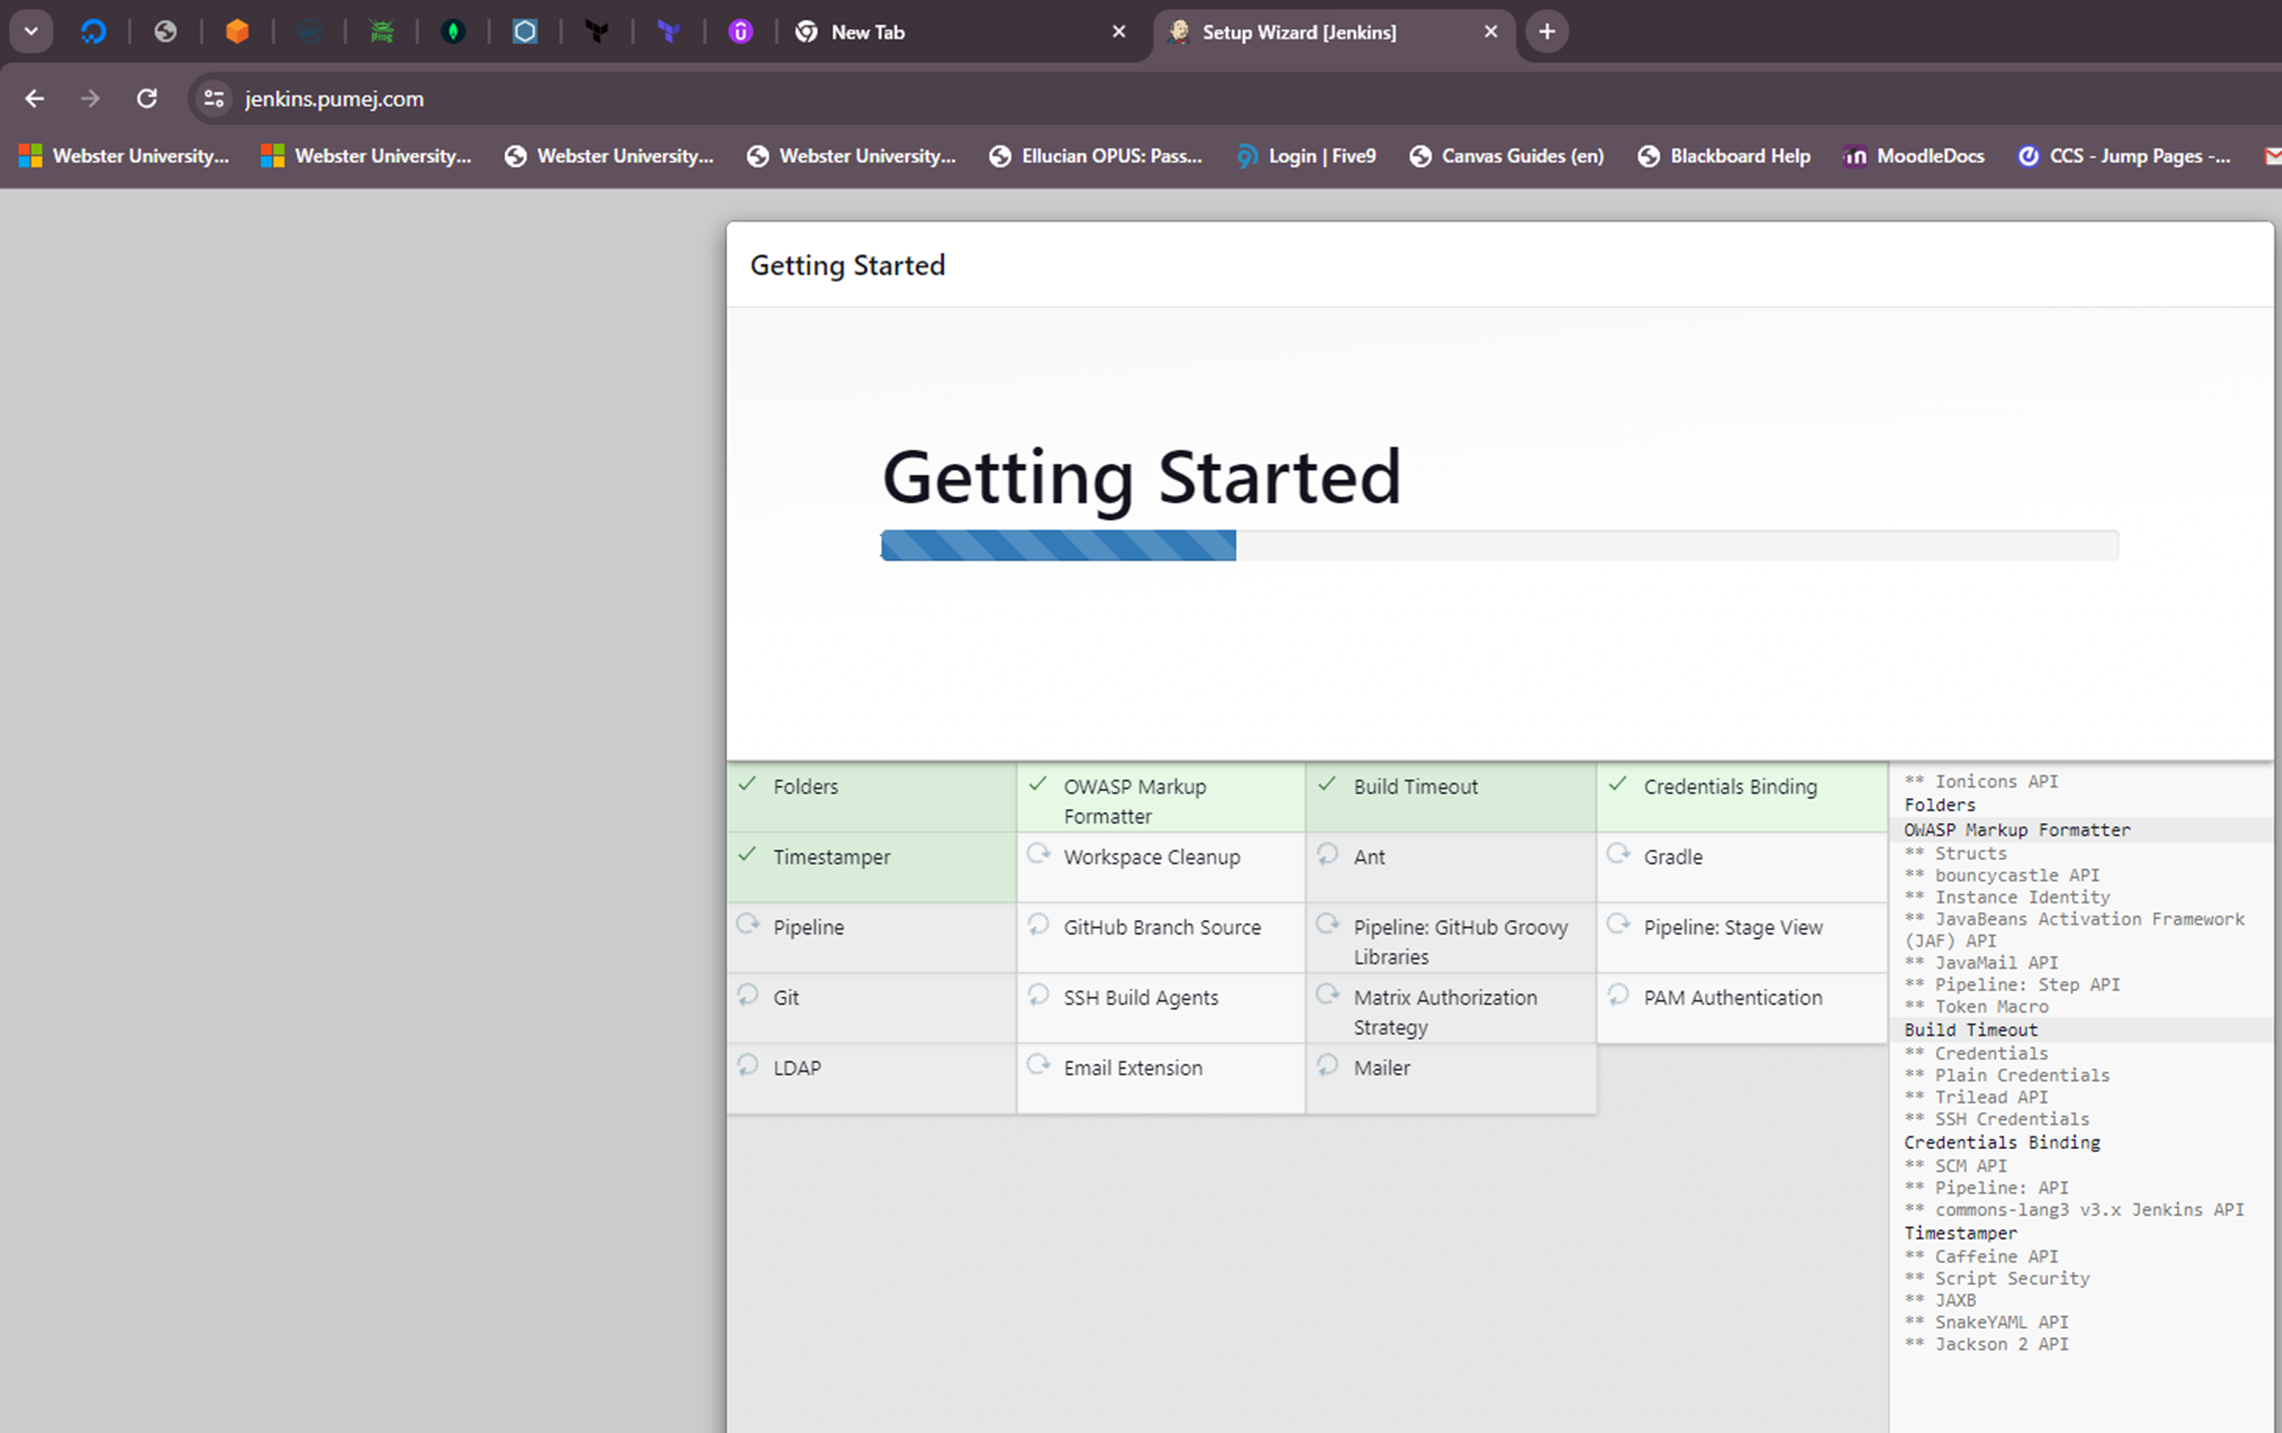 New Tab
Setup Wizard [Jenkins]
jenkins.pumej.com
Webster University...
Webster University...
Webster University...
Webster University...
Ellucian OPUS: Pass...
Login | Five9
Canvas Guides (en)
Blackboard Help
MoodleDocs
CCS - Jump Pages -...
Getting Started
Getting Started
Folders
OWASP Markup
Formatter
Build Timeout
Credentials Binding
Timestamper
Workspace Cleanup
Ant
Gradle
Pipeline
GitHub Branch Source
Pipeline: GitHub Groovy
Libraries
Pipeline: Stage View
Git
SSH Build Agents
Matrix Authorization
Strategy
PAM Authentication
LDAP
Email Extension
Mailer
** Ionicons API
Folders
OWASP Markup Formatter
** Structs
** bouncycastle API
** Instance Identity
** JavaBeans Activation Framework
(JAF) API
** JavaMail API
** Pipeline: Step API
** Token Macro
Build Timeout
** Credentials
** Plain Credentials
** Trilead API
** SSH Credentials
Credentials Binding
** SCM API
** Pipeline: API
** commons-lang3 v3.x Jenkins API
Timestamper
** Caffeine API
** Script Security
** JAXB
** SnakeYAML API
** Jackson 2 API